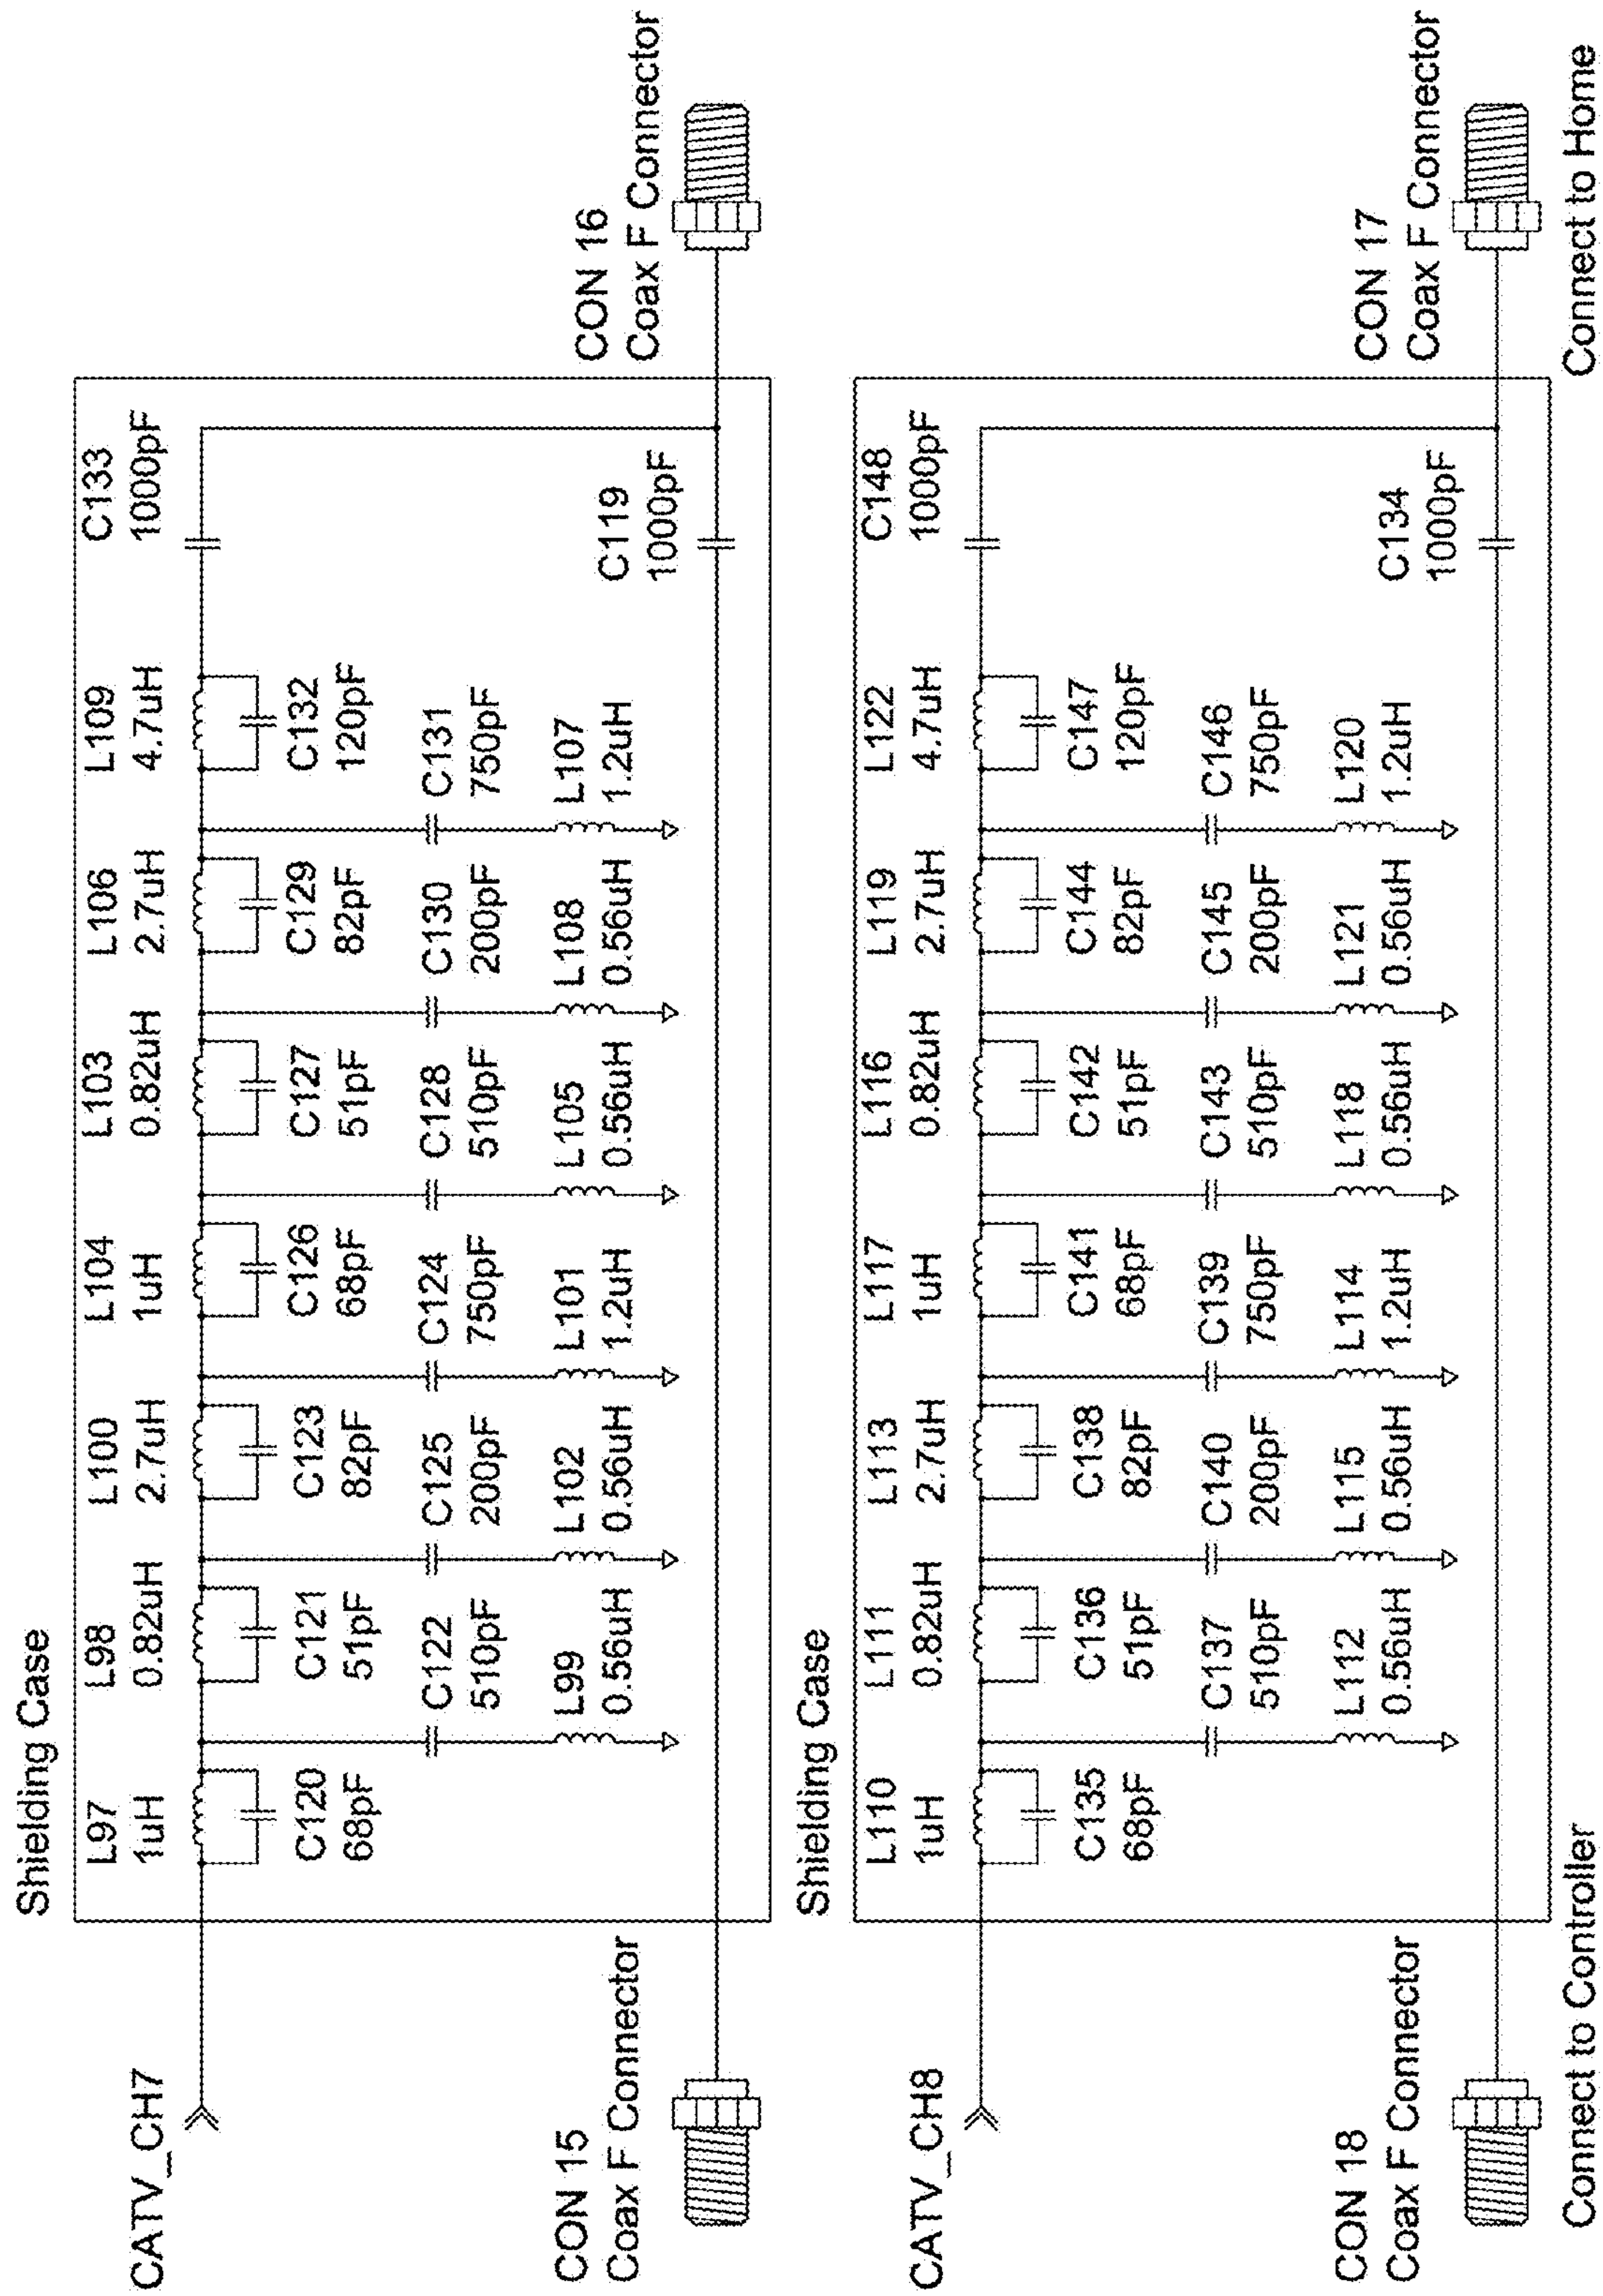 Shielding Case
L97
1uH
L98
0.82uH
L100
2.7uH
L104
1uH
L103
0.82uH
L106
2.7uH
L109
4.7uH
C133
1000pF
CATV_CH7
C120
68pF
C121
51pF
C123
82pF
C126
68pF
C127
51pF
C129
82pF
C132
120pF
C122
510pF
C125
200pF
C124
750pF
C128
510pF
C130
200pF
C131
750pF
L99
0.56uH
L102
0.56uH
L101
1.2uH
L105
0.56uH
L108
0.56uH
L107
1.2uH
C119
1000pF
CON 15
Coax F Connector
CON 16
Coax F Connector
Shielding Case
L110
1uH
L111
0.82uH
L113
2.7uH
L117
1uH
L116
0.82uH
L119
2.7uH
L122
4.7uH
C148
1000pF
CATV_CH8
C135
68pF
C136
51pF
C138
82pF
C141
68pF
C142
51pF
C144
82pF
C147
120pF
C137
510pF
C140
200pF
C139
750pF
C143
510pF
C145
200pF
C146
750pF
L112
0.56uH
L115
0.56uH
L114
1.2uH
L118
0.56uH
L121
0.56uH
L120
1.2uH
C134
1000pF
CON 18
Coax F Connector
CON 17
Coax F Connector
Connect to Controller
Connect to Home